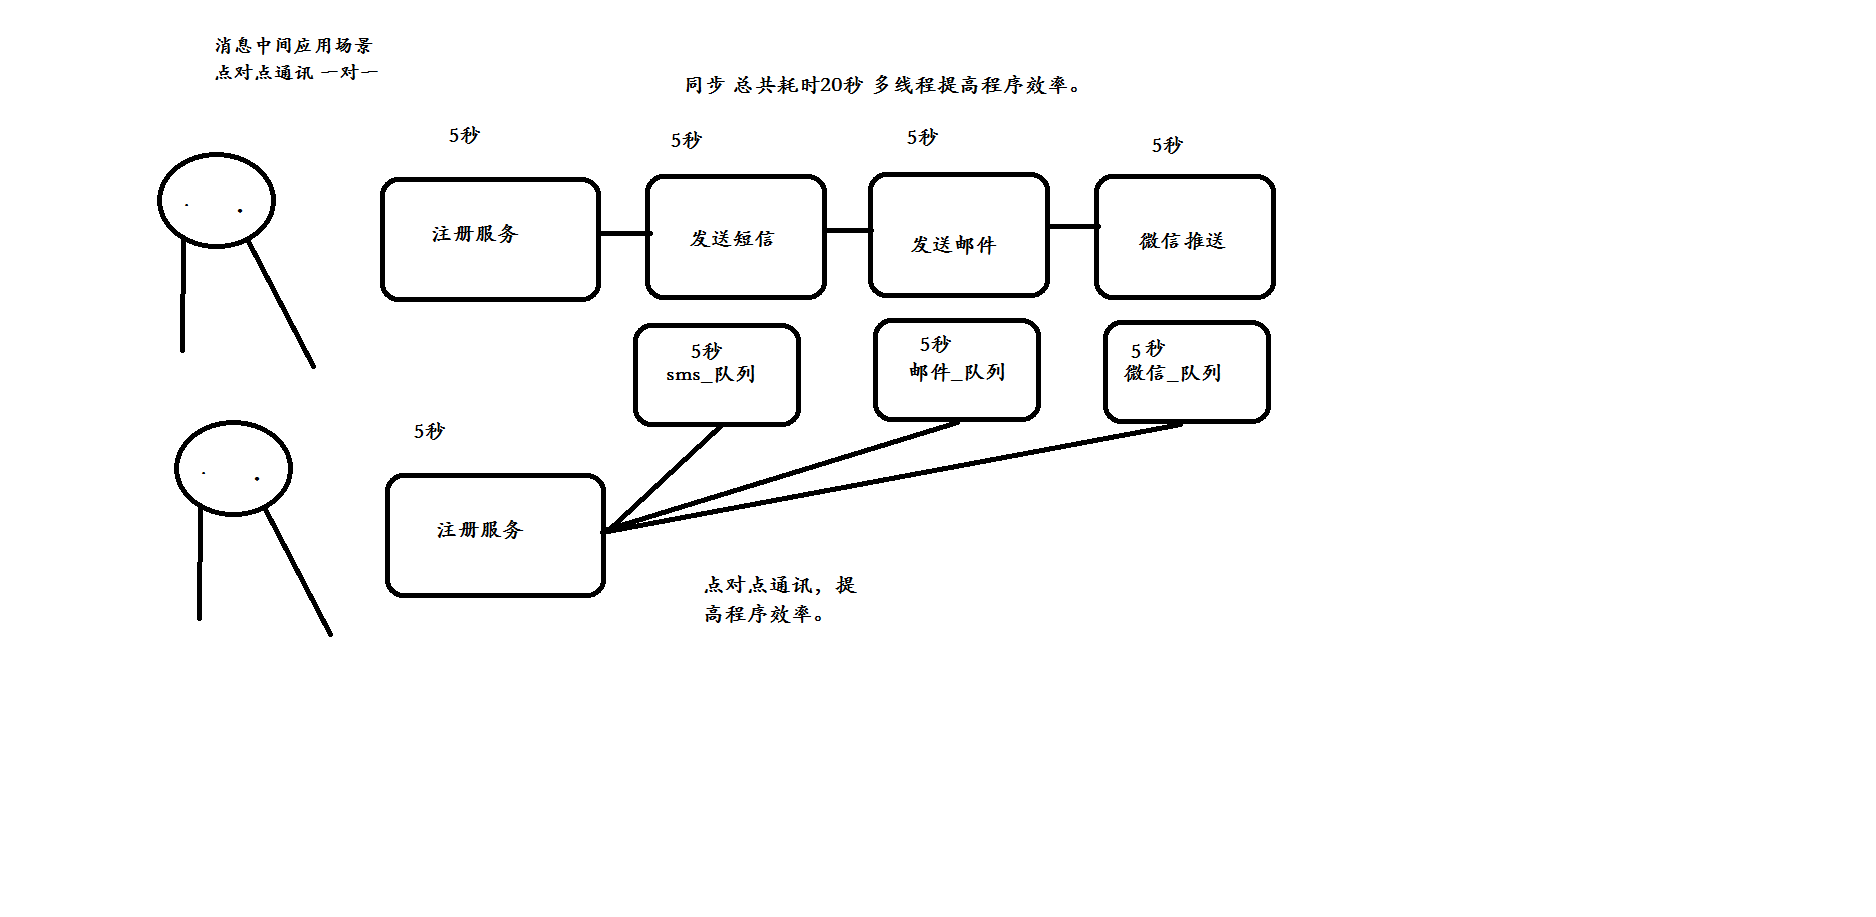 消息中间应用场景
点对点通讯 一对一
同步 总共耗时20秒 多线程提高程序效率。
5秒
5秒
5秒
5秒
注册服务
发送短信
发送邮件
微信推送
5秒
sms_队列
5秒
邮件_队列
5秒
微信_队列
5秒
注册服务
点对点通讯，提
高程序效率。